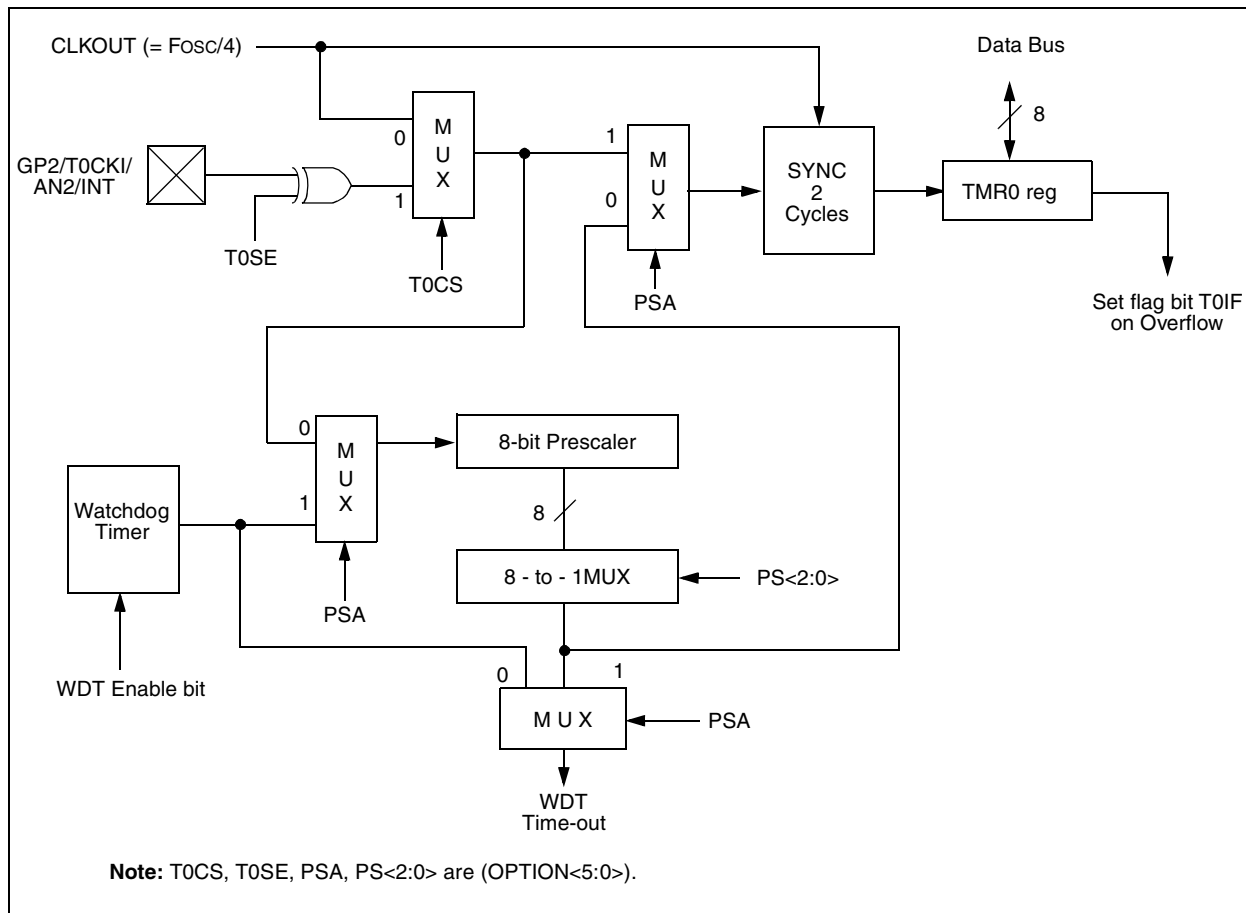 CLKOUT (= FOSC/4)
Data Bus
8
0
M
U
X
1
GP2/T0CKI/
AN2/INT
1
0
M
U
X
SYNC
2
Cycles
TMR0 reg
T0SE
T0CS
PSA
Set flag bit T0IF
on Overflow
0
M
U
X
1
8-bit Prescaler
Watchdog
Timer
8
8 - to - 1MUX
PS<2:0>
PSA
WDT Enable bit
0
1
M U X
PSA
WDT
Time-out
Note: T0CS, T0SE, PSA, PS<2:0> are (OPTION<5:0>).